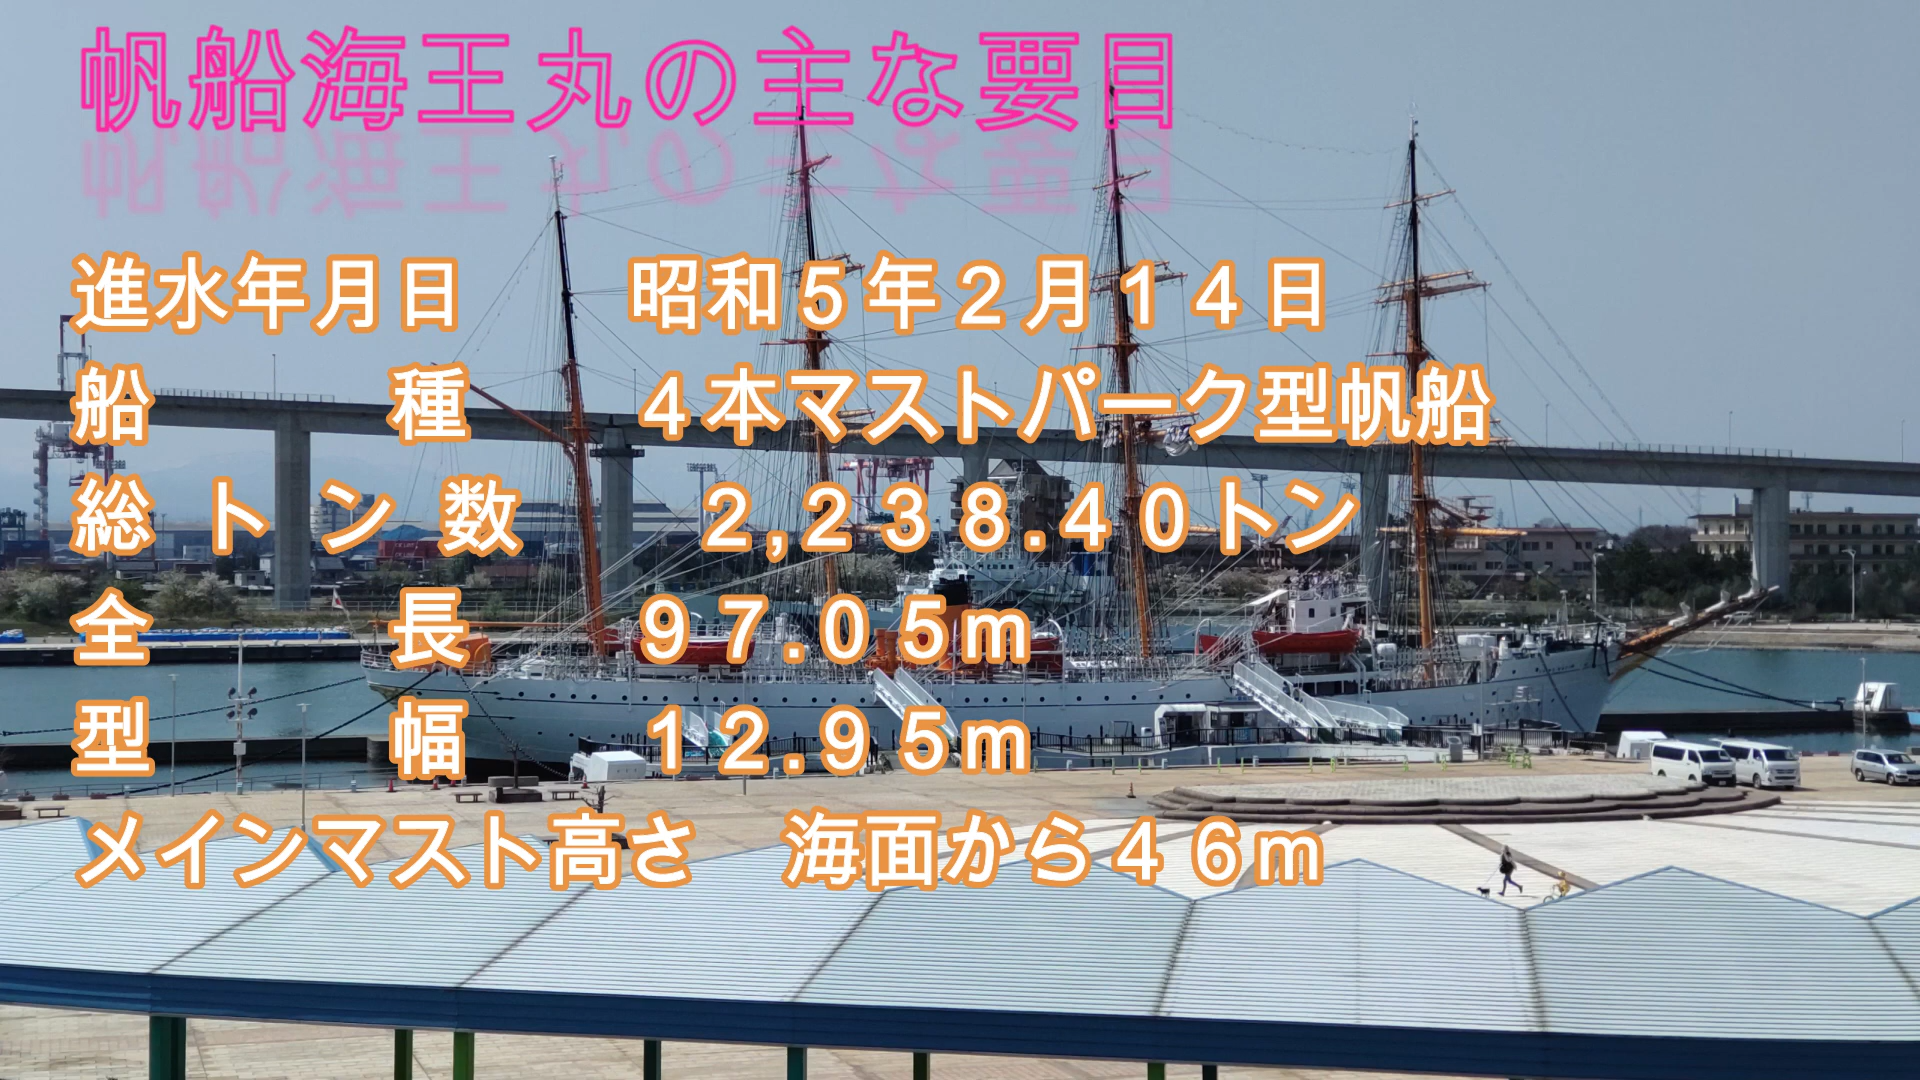 帆船海王丸の主な要目
進水年月日　　昭和５年２月１４日
船　　　種　　４本マストパーク型帆船
総トン数　　２,２３８.４０トン
全　　　長　　９７.０５ｍ
型　　　幅　　１２.９５ｍ
メインマスト高さ　海面から４６ｍ